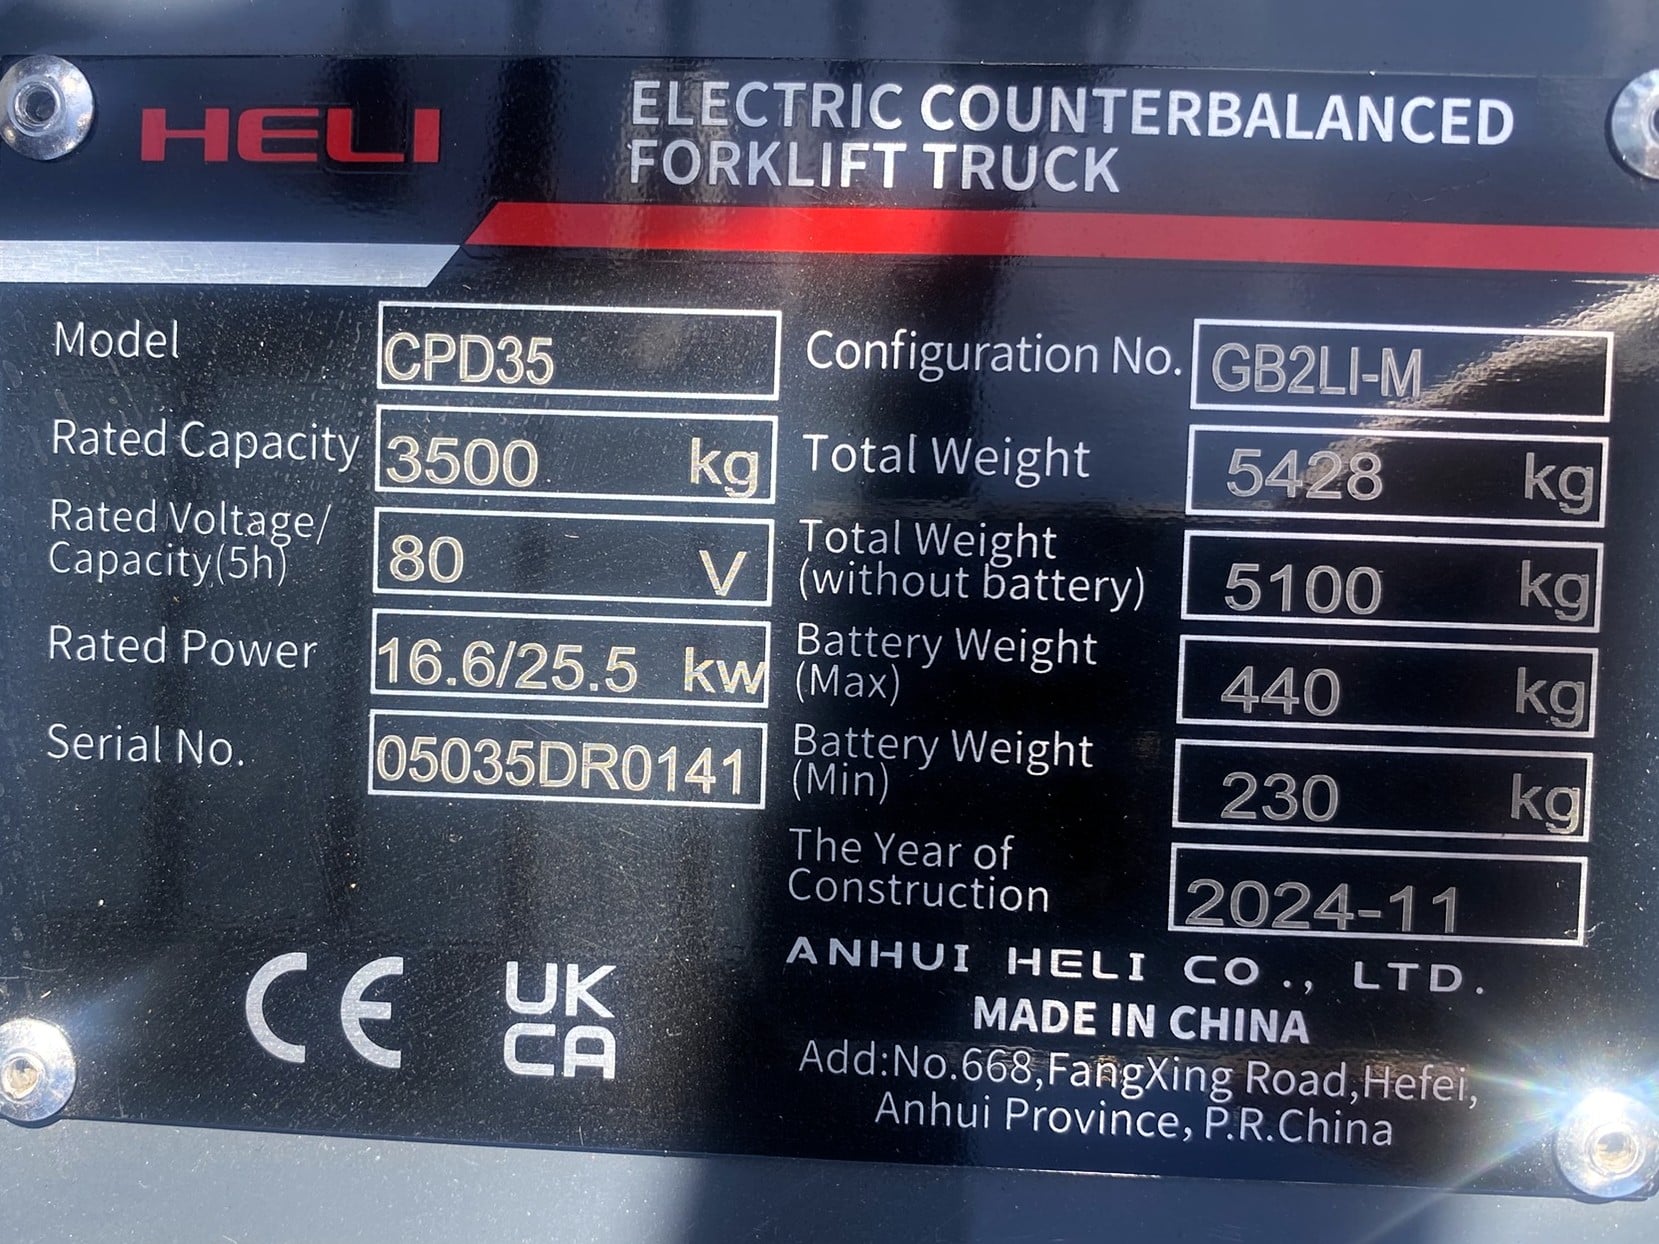 HELI
ELECTRIC COUNTERBALANCED
FORKLIFT TRUCK
Model CPD35
Rated Capacity 3500 kg
Rated Voltage/
Capacity(5h) 80 V
Rated Power 16.6/25.5 kw
Serial No. 05035DR0141
Configuration No. GB2LI-M
Total Weight 5428 kg
Total Weight
(without battery) 5100 kg
Battery Weight
(Max) 440 kg
Battery Weight
(Min) 230 kg
The Year of
Construction 2024-11
CE
UK
CA
ANHUI HELI CO., LTD.
MADE IN CHINA
Add:No.668,FangXing Road,Hefei,
Anhui Province, P.R.China